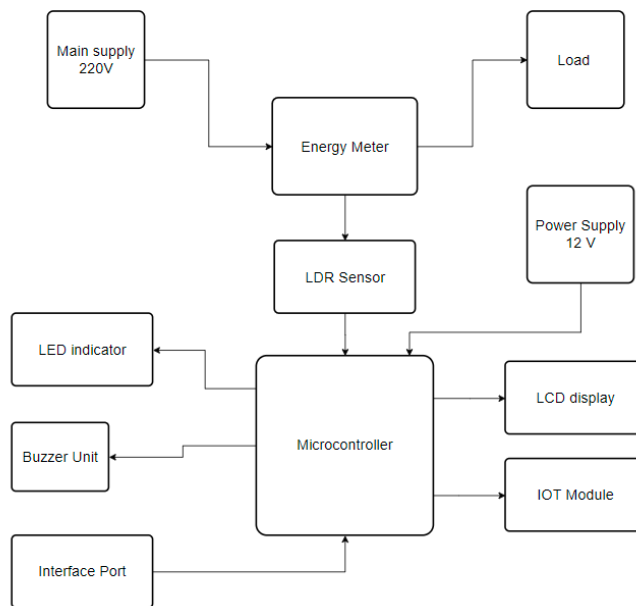 Main supply
220V
Load
Energy Meter
Power Supply
12 V
LDR Sensor
LED indicator
LCD display
Microcontroller
Buzzer Unit
IOT Module
Interface Port